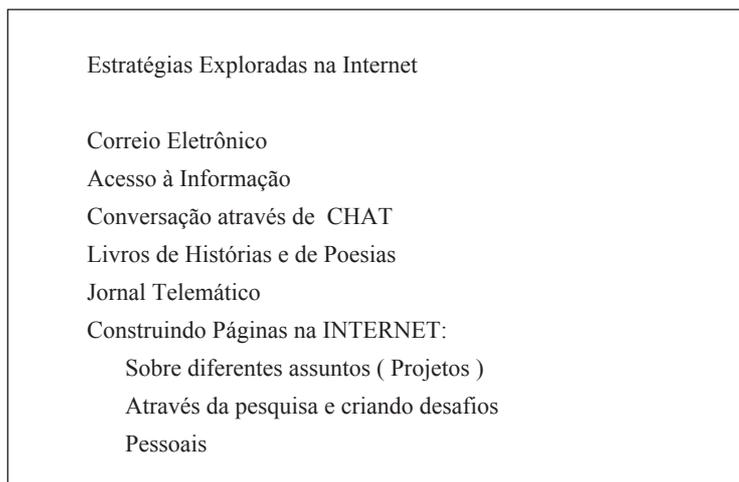 Estratégias Exploradas na Internet
Correio Eletrônico
Acesso à Informação
Conversação através de CHAT
Livros de Histórias e de Poesias
Jornal Telemático
Construindo Páginas na INTERNET:
Sobre diferentes assuntos ( Projetos )
Através da pesquisa e criando desafios
Pessoais